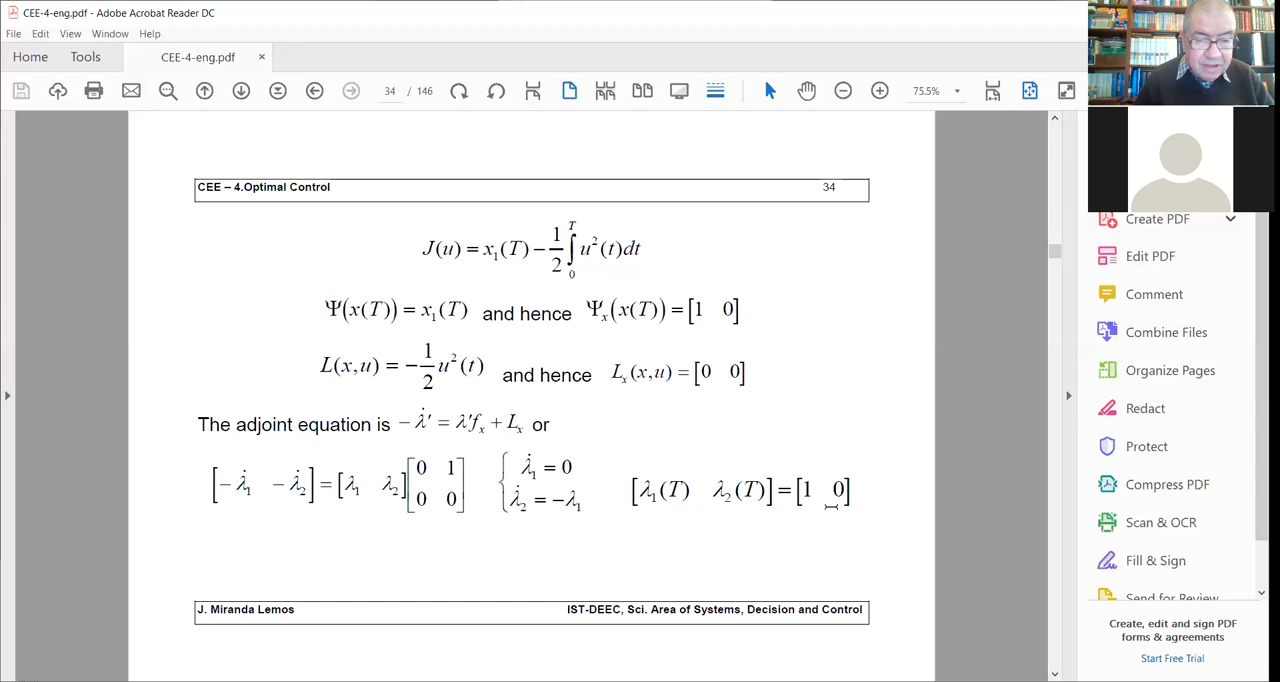 CEE-4-eng.pdf - Adobe Acrobat Reader DC
File Edit View Window Help
Home Tools CEE-4-eng.pdf ×
34 / 146 75.5%
CEE – 4.Optimal Control 34
J(u) = x₁(T) − 1/2 ∫₀ᵀ u²(t)dt
Ψ(x(T)) = x₁(T) and hence Ψₓ(x(T)) = [1 0]
L(x,u) = −1/2 u²(t) and hence Lₓ(x,u) = [0 0]
The adjoint equation is −λ̇' = λ'fₓ + Lₓ or
[−λ̇₁ −λ̇₂] = [λ₁ λ₂] [0 1; 0 0] { λ̇₁ = 0; λ̇₂ = −λ₁ [λ₁(T) λ₂(T)] = [1 0]
J. Miranda Lemos IST-DEEC, Sci. Area of Systems, Decision and Control
Create PDF
Edit PDF
Comment
Combine Files
Organize Pages
Redact
Protect
Compress PDF
Scan & OCR
Fill & Sign
Send for Review
Create, edit and sign PDF
forms & agreements
Start Free Trial